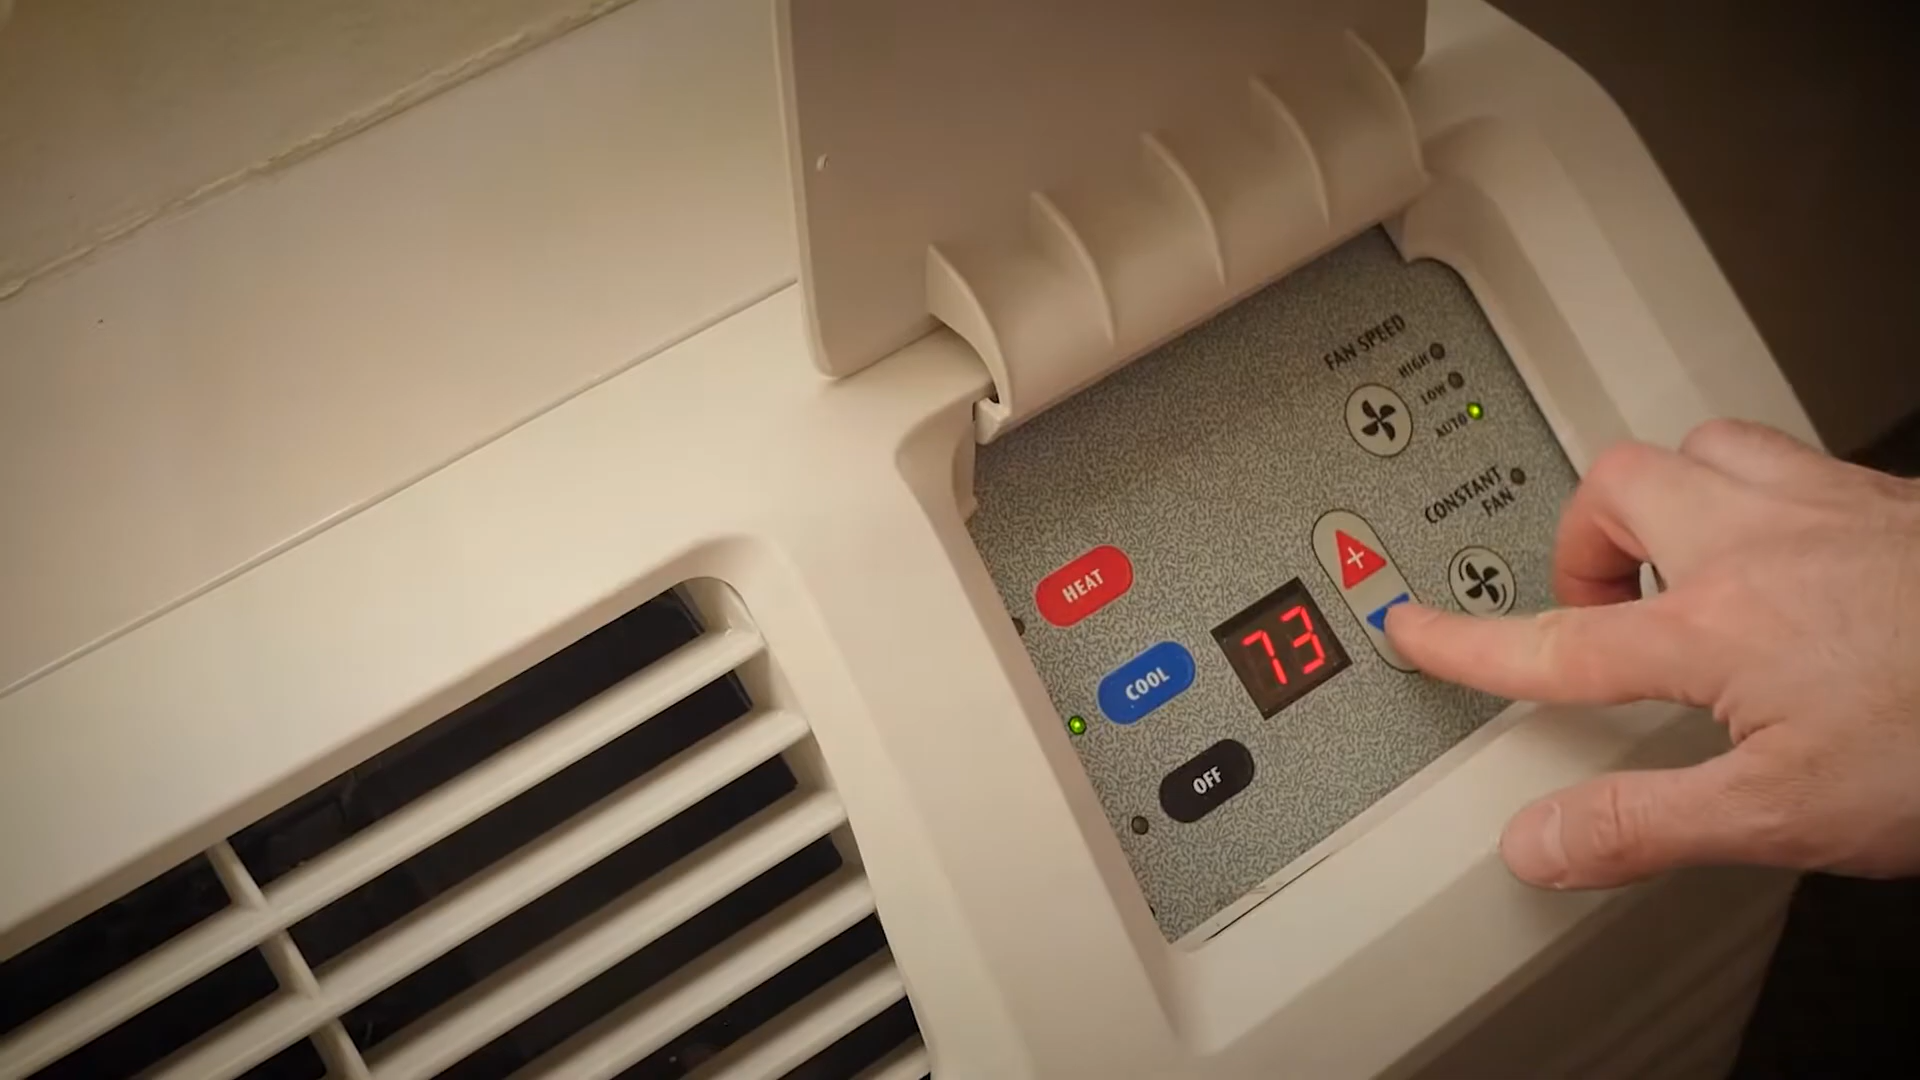 FAN SPEED
HIGH
LOW
AUTO
CONSTANT
FAN
+
HEAT
COOL
73
OFF